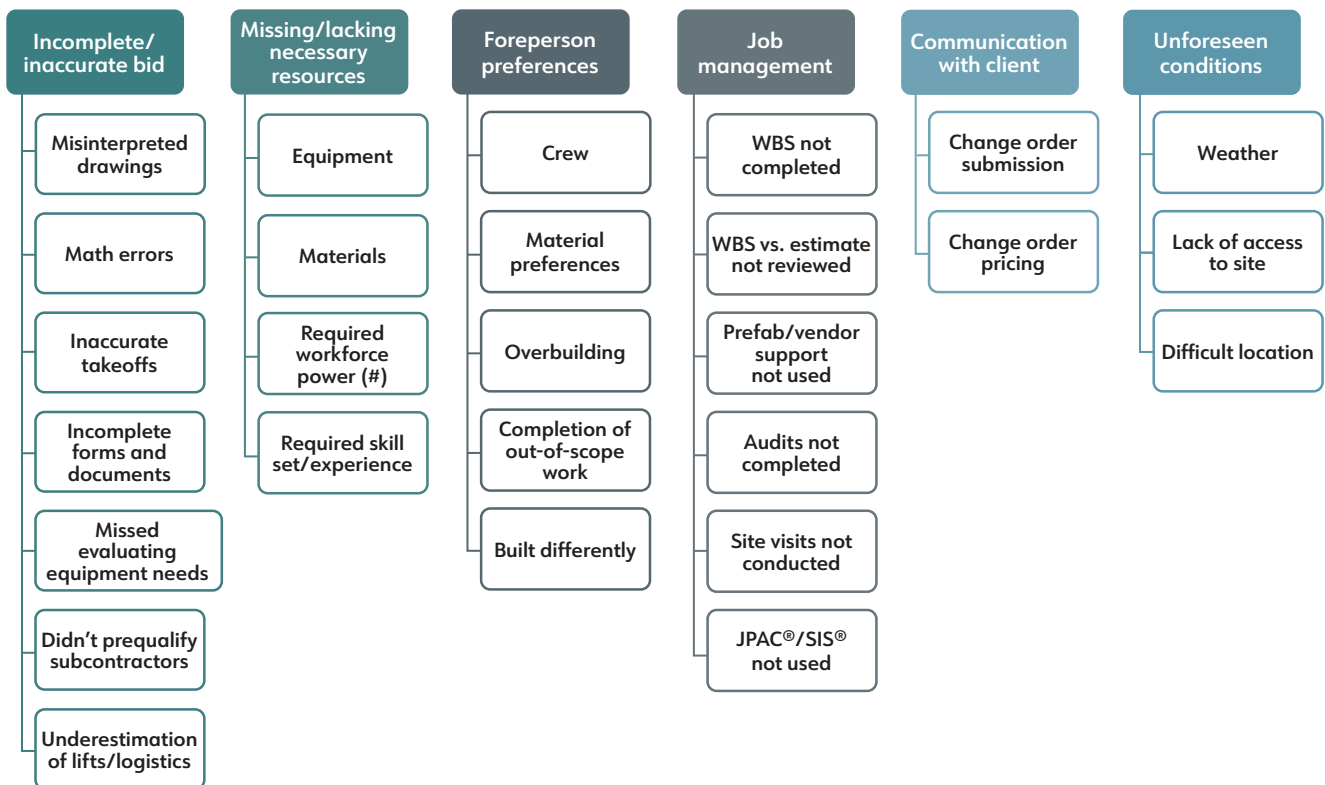 Incomplete/
inaccurate bid
Misinterpreted
drawings
Math errors
Inaccurate
takeoffs
Incomplete
forms and
documents
Missed
evaluating
equipment needs
Didn't prequalify
subcontractors
Underestimation
of lifts/logistics
Missing/lacking
necessary
resources
Equipment
Materials
Required
workforce
power (#)
Required skill
set/experience
Foreperson
preferences
Crew
Material
preferences
Overbuilding
Completion of
out-of-scope
work
Built differently
Job
management
WBS not
completed
WBS vs. estimate
not reviewed
Prefab/vendor
support
not used
Audits not
completed
Site visits not
conducted
JPAC®/SIS®
not used
Communication
with client
Change order
submission
Change order
pricing
Unforeseen
conditions
Weather
Lack of access
to site
Difficult location